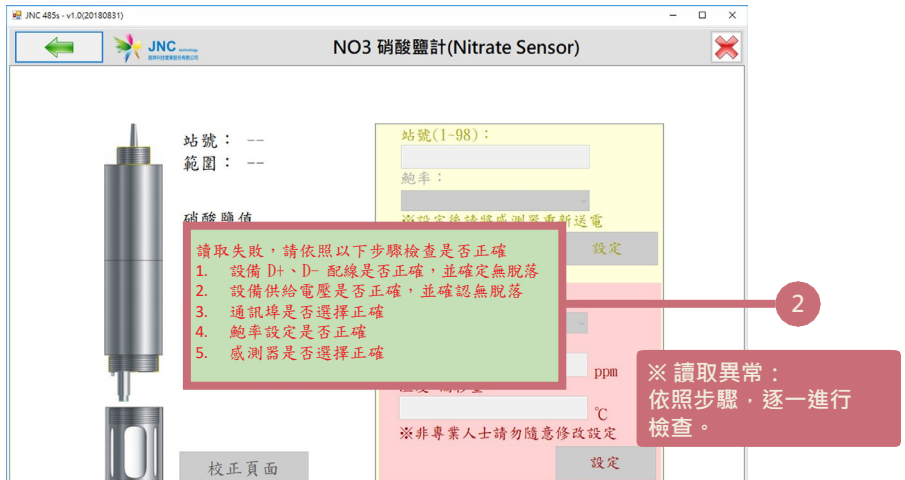 JNC 485s - v1.0(20180831)
JNC technology
NO3 硝酸鹽計(Nitrate Sensor)
站號： --
範圍： --
硝酸鹽值
站號(1-98)：
鮑率：
※設定後請將感測器重新送電
設定
讀取失敗，請依照以下步驟檢查是否正確
1. 設備 D+、D- 配線是否正確，並確定無脫落
2. 設備供給電壓是否正確，並確認無脫落
3. 通訊埠是否選擇正確
4. 鮑率設定是否正確
5. 感測器是否選擇正確
2
ppm
℃
※非專業人士請勿隨意修改設定
設定
校正頁面
※ 讀取異常：
依照步驟，逐一進行
檢查。